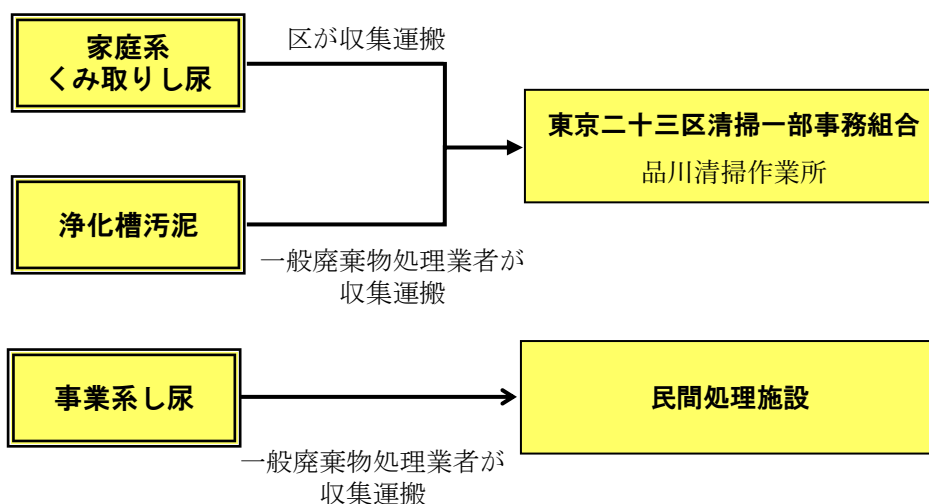 家庭系
くみ取りし尿
区が収集運搬
東京二十三区清掃一部事務組合
品川清掃作業所
浄化槽汚泥
一般廃棄物処理業者が
収集運搬
事業系し尿
民間処理施設
一般廃棄物処理業者が
収集運搬